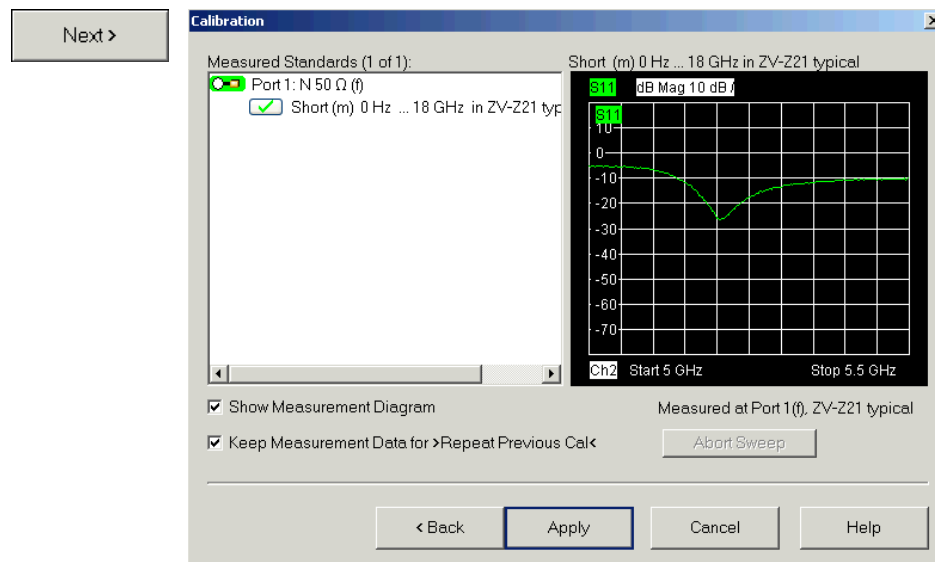 Next >
Calibration
Measured Standards (1 of 1):
Port 1: N 50 Ω (f)
Short (m) 0 Hz ... 18 GHz in ZV-Z21 typ
Short (m) 0 Hz ... 18 GHz in ZV-Z21 typical
S11 dB Mag 10 dB /
S11
10
0
-10
-20
-30
-40
-50
-60
-70
Ch2 Start 5 GHz Stop 5.5 GHz
Show Measurement Diagram
Measured at Port 1(f), ZV-Z21 typical
Keep Measurement Data for >Repeat Previous Cal<
Abort Sweep
< Back
Apply
Cancel
Help